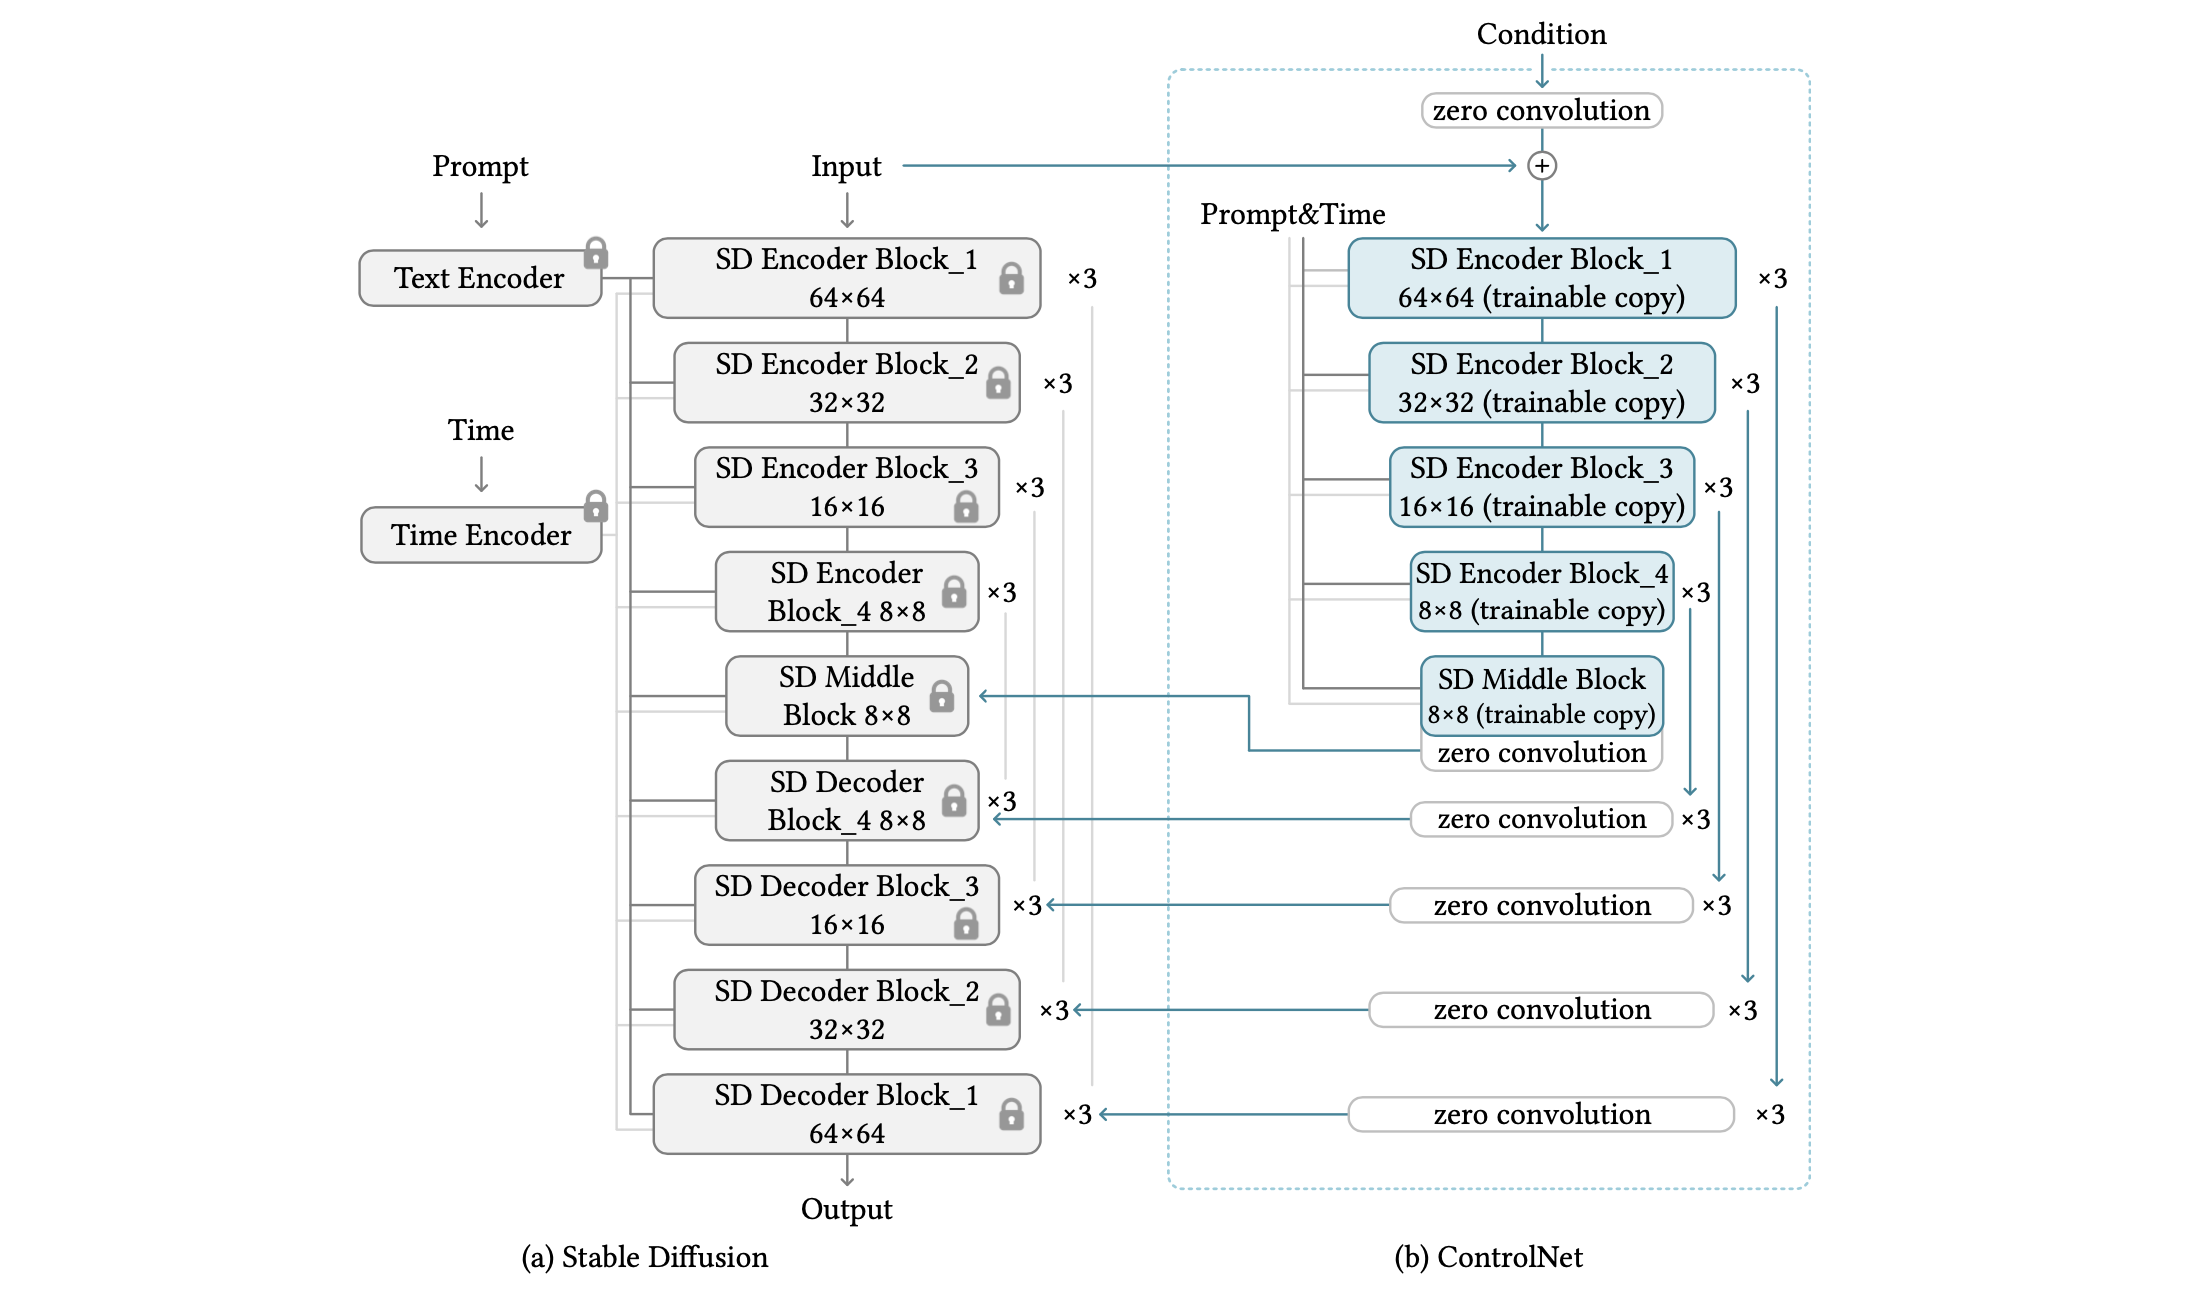 Condition
zero convolution
Prompt
Input
+
Prompt&Time
Text Encoder
SD Encoder Block_1
64×64
×3
SD Encoder Block_1
64×64 (trainable copy)
×3
SD Encoder Block_2
32×32
×3
SD Encoder Block_2
32×32 (trainable copy)
×3
Time
SD Encoder Block_3
16×16
×3
SD Encoder Block_3
16×16 (trainable copy)
×3
Time Encoder
SD Encoder
Block_4 8×8
×3
SD Encoder Block_4
8×8 (trainable copy)
×3
SD Middle
Block 8×8
SD Middle Block
8×8 (trainable copy)
zero convolution
SD Decoder
Block_4 8×8
×3
zero convolution
×3
SD Decoder Block_3
16×16
×3
zero convolution
×3
SD Decoder Block_2
32×32
×3
zero convolution
×3
SD Decoder Block_1
64×64
×3
zero convolution
×3
Output
(a) Stable Diffusion
(b) ControlNet